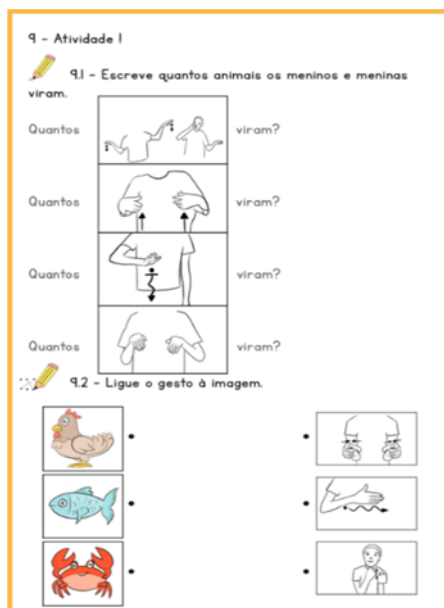 9 - Atividade !
9.1 - Escreve quantos animais os meninos e meninas
viram.
Quantos viram?
Quantos viram?
Quantos viram?
Quantos viram?
9.2 - Ligue o gesto à imagem.